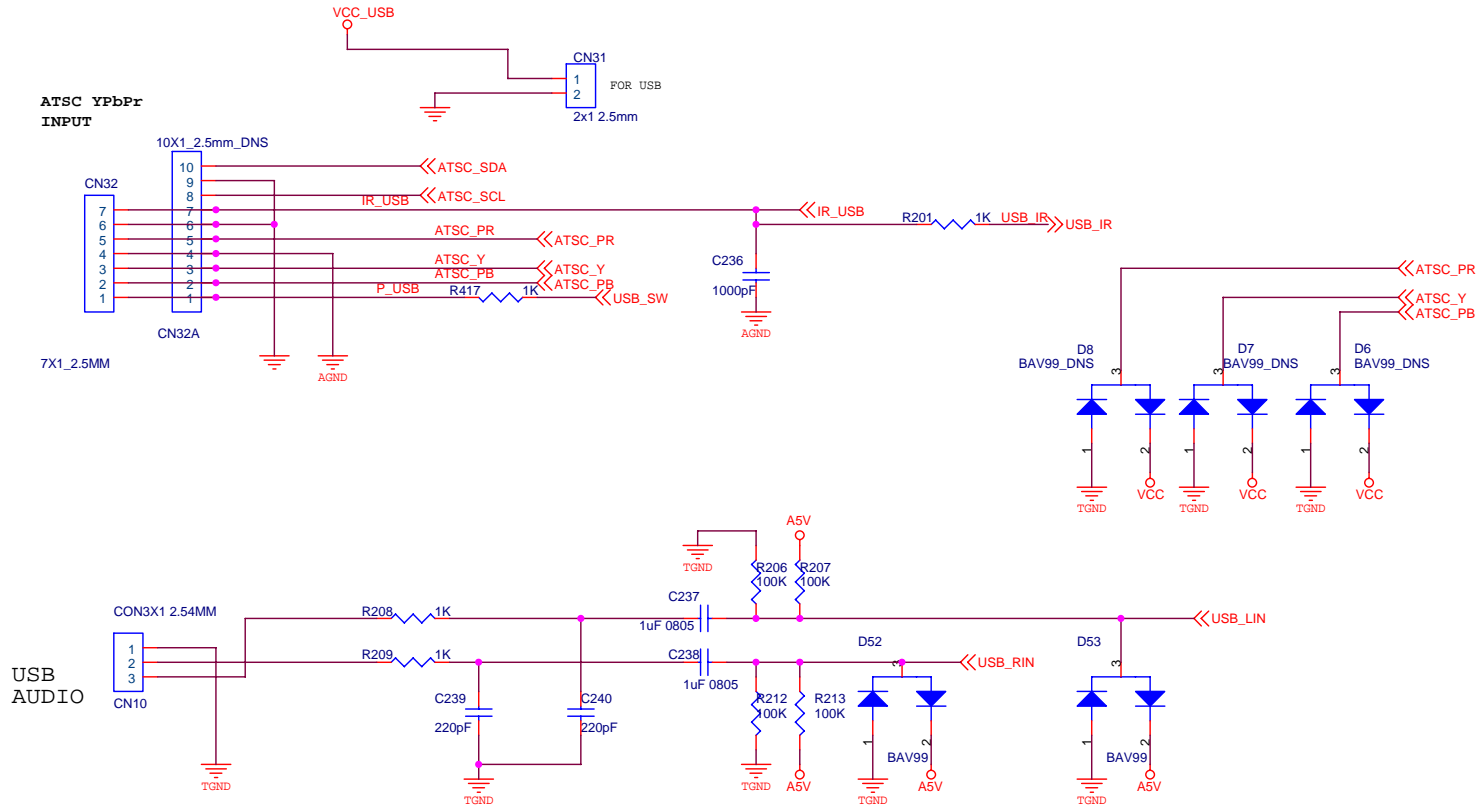 VCC_USB
CN31
1
2
FOR USB
2x1 2.5mm
ATSC YPbPr
INPUT
10X1_2.5mm_DNS
CN32
10
9
8
7
6
5
4
3
2
1
7
6
5
4
3
2
1
CN32A
7X1_2.5MM
ATSC_SDA
ATSC_SCL
IR_USB
IR_USB
R201
1K
USB_IR
USB_IR
ATSC_PR
ATSC_PR
ATSC_Y
ATSC_Y
ATSC_PB
ATSC_PB
P_USB
R417
1K
USB_SW
C236
1000pF
AGND
AGND
ATSC_PR
ATSC_Y
ATSC_PB
D8
BAV99_DNS
D7
BAV99_DNS
D6
BAV99_DNS
3
3
3
1
2
1
2
1
2
TGND
VCC
TGND
VCC
TGND
VCC
A5V
TGND
R206
100K
R207
100K
CON3X1 2.54MM
1
2
3
CN10
USB
AUDIO
R208
1K
R209
1K
C237
1uF 0805
C238
1uF 0805
USB_LIN
USB_RIN
C239
220pF
C240
220pF
R212
100K
R213
100K
D52
3
1
2
BAV99
D53
3
1
2
BAV99
TGND
TGND
TGND
A5V
TGND
A5V
TGND
A5V